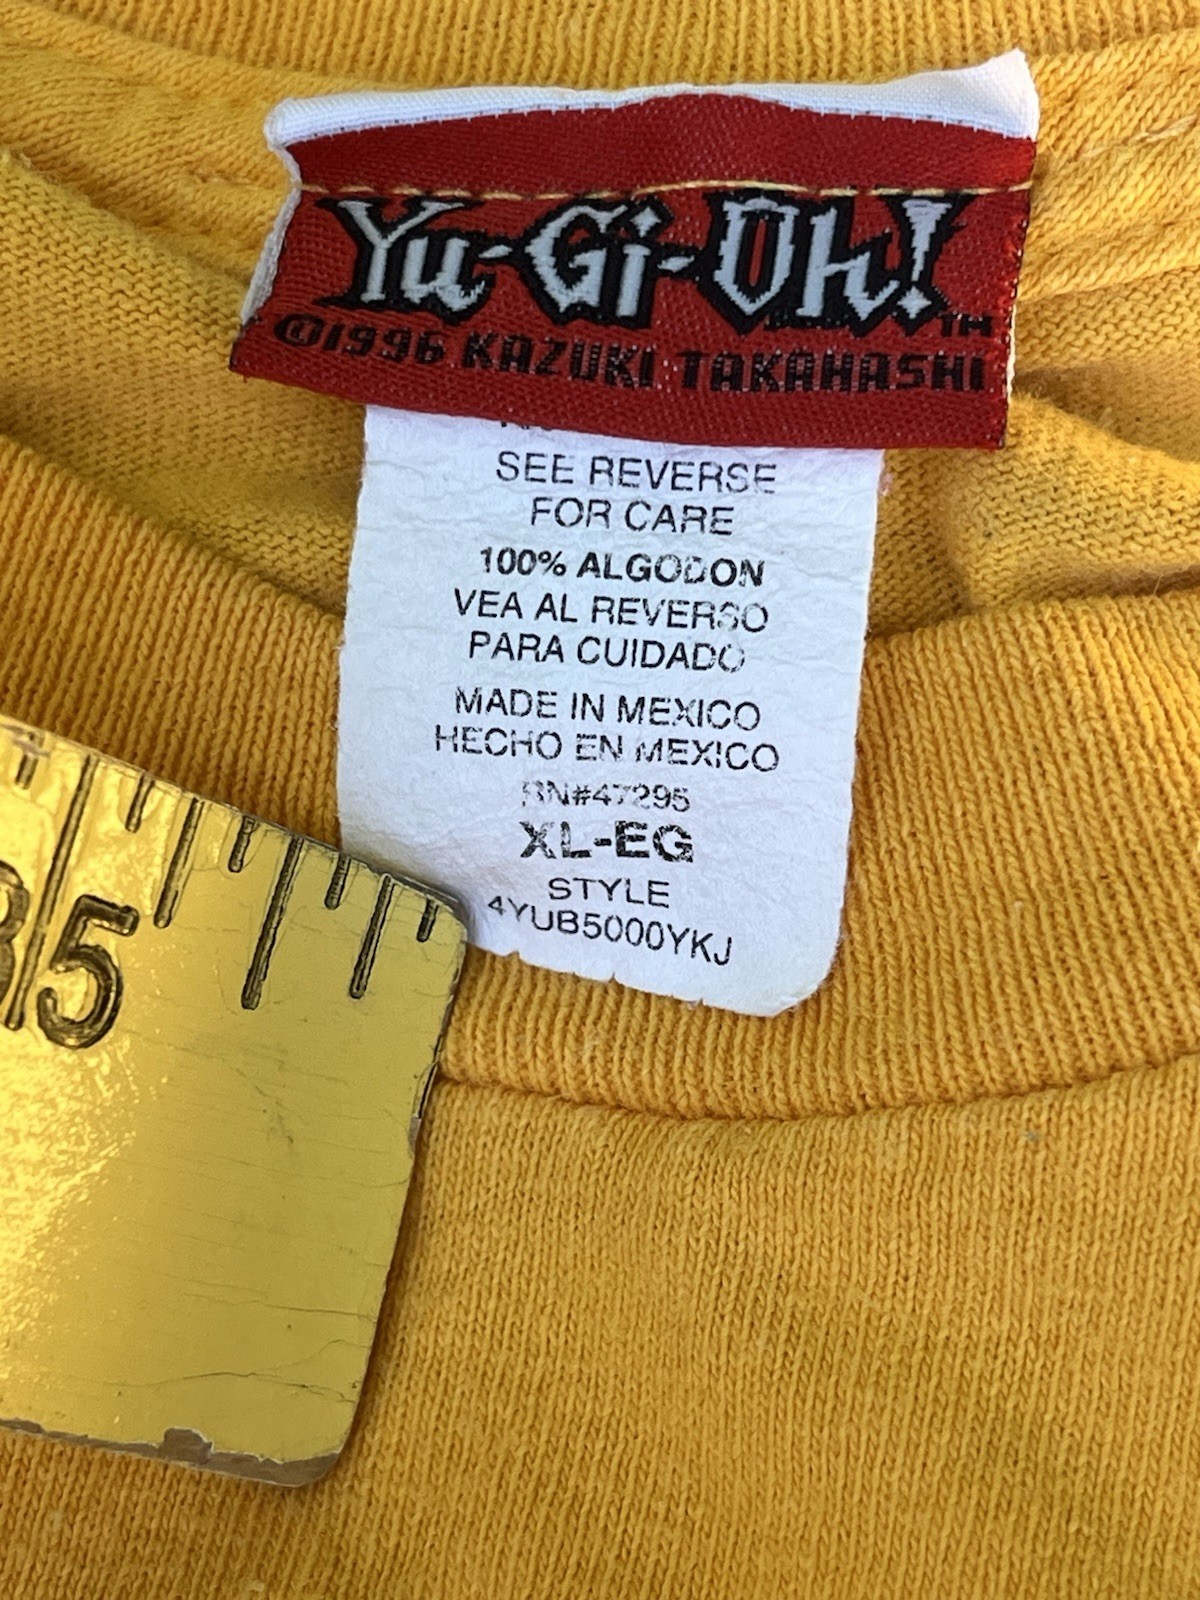 Yu-Gi-Oh! TM
©1996 KAZUKI TAKAHASHI
SEE REVERSE
FOR CARE
100% ALGODON
VEA AL REVERSO
PARA CUIDADO
MADE IN MEXICO
HECHO EN MEXICO
RN#47295
XL-EG
STYLE
4YUB5000YKJ
35